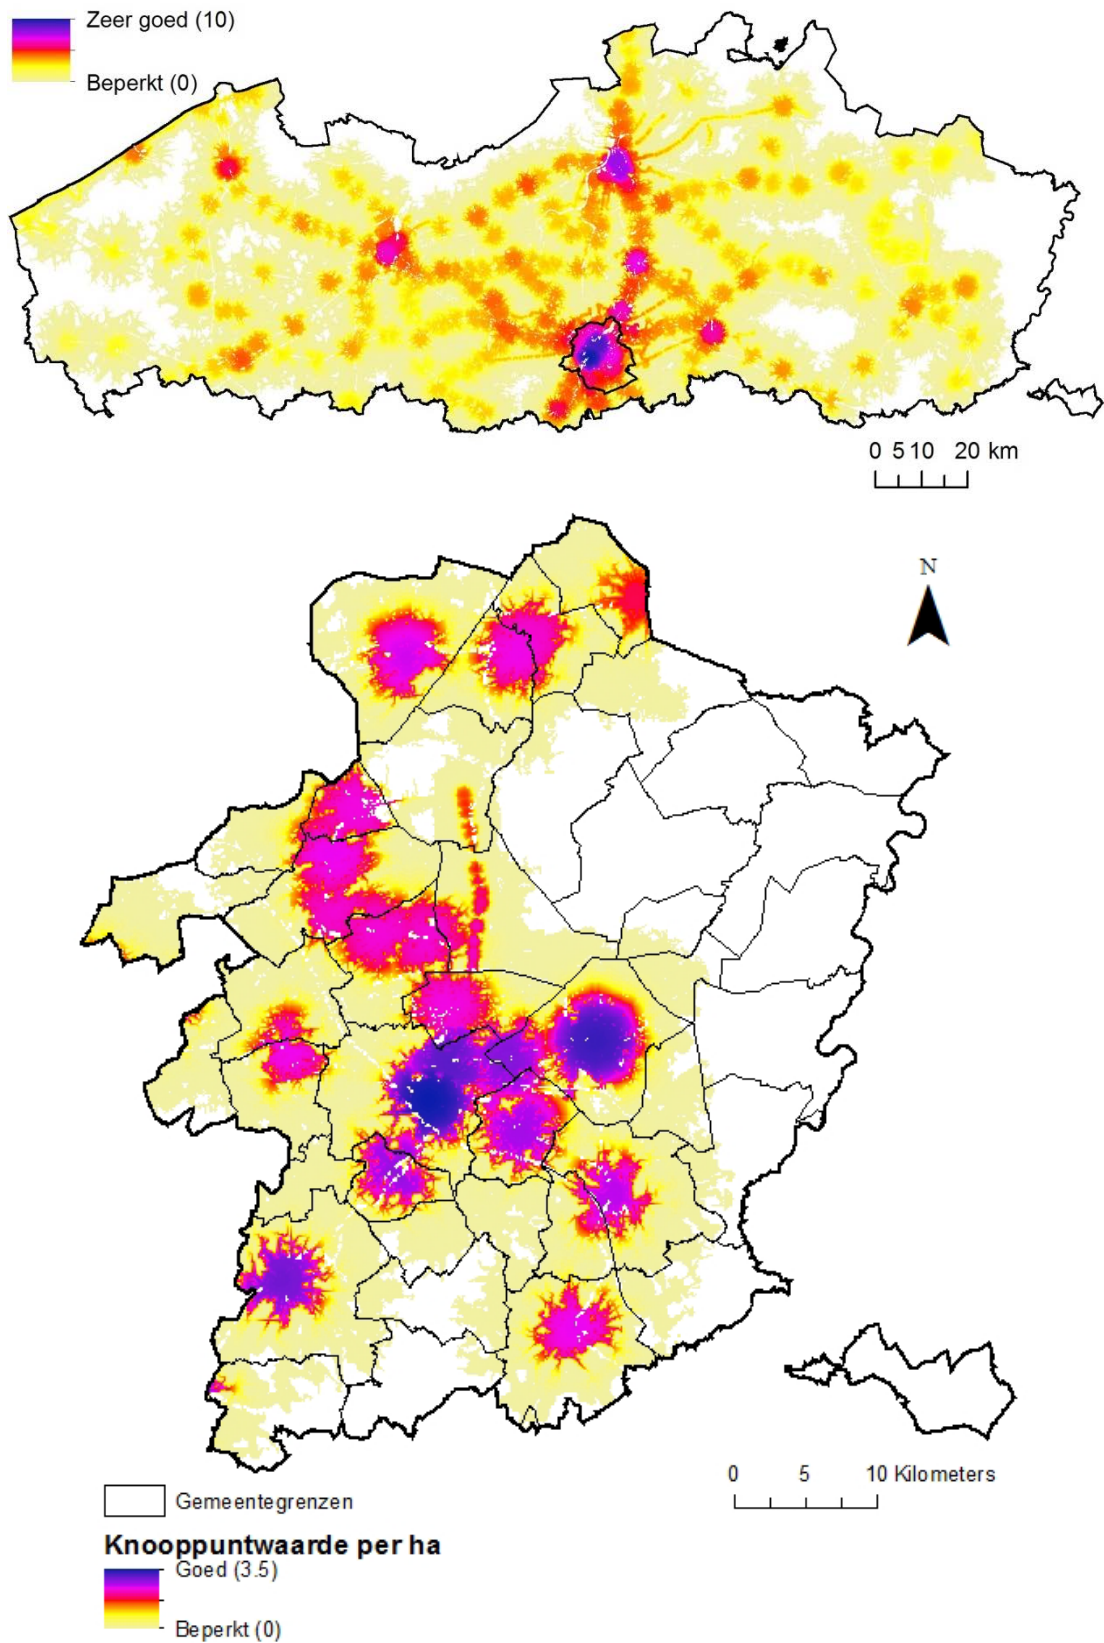 Zeer goed (10)
Beperkt (0)
0 5 10 20 km
N
0 5 10 Kilometers
Gemeentegrenzen
Knooppuntwaarde per ha
Goed (3.5)
Beperkt (0)